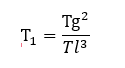 T₁ = Tg² / Tl³